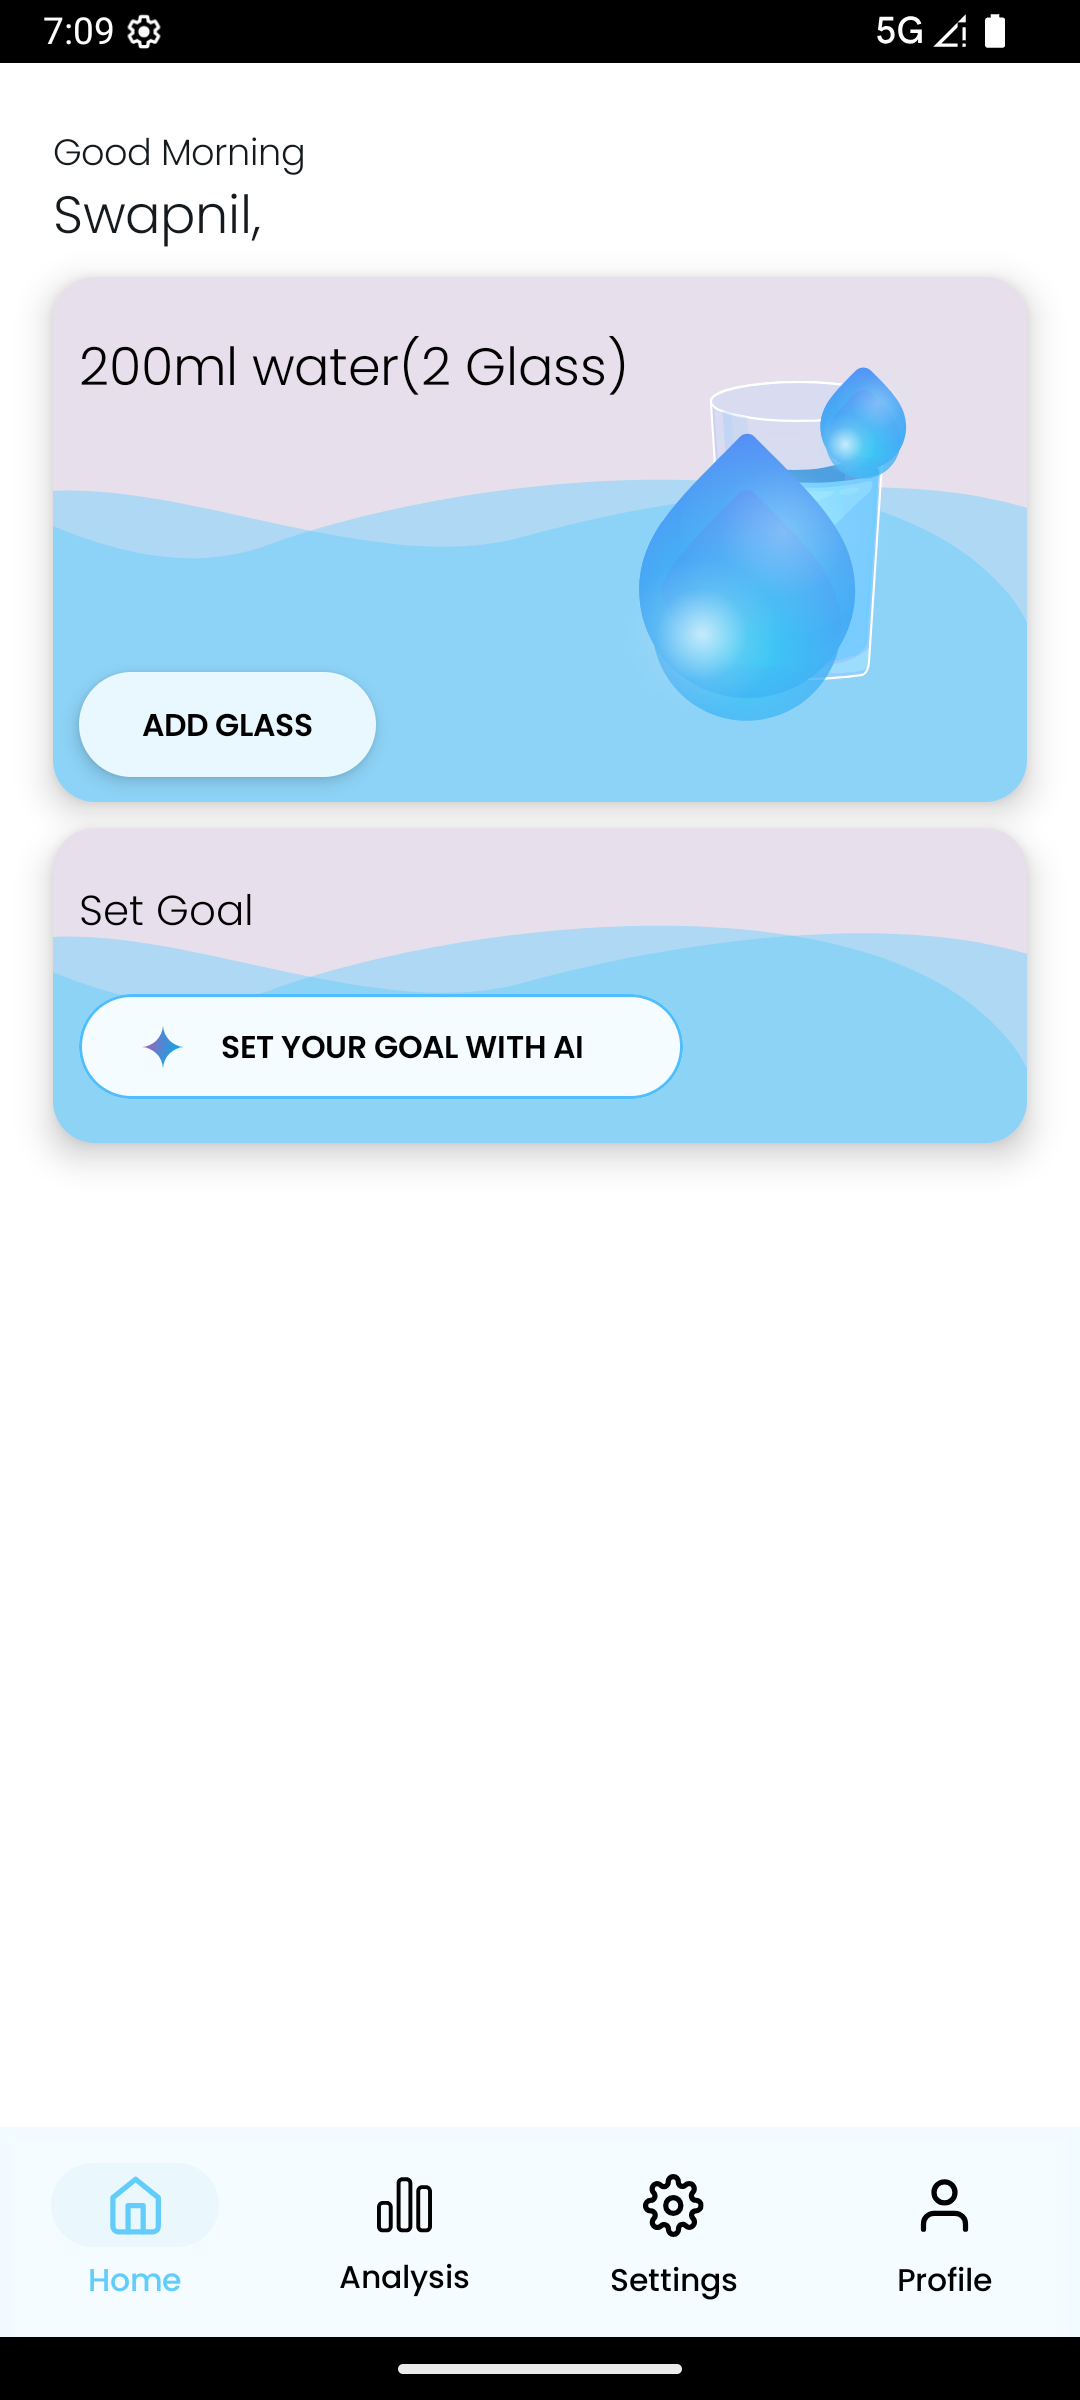 7:09
5G
Good Morning
Swapnil,
200ml water(2 Glass)
ADD GLASS
Set Goal
SET YOUR GOAL WITH AI
Home
Analysis
Settings
Profile